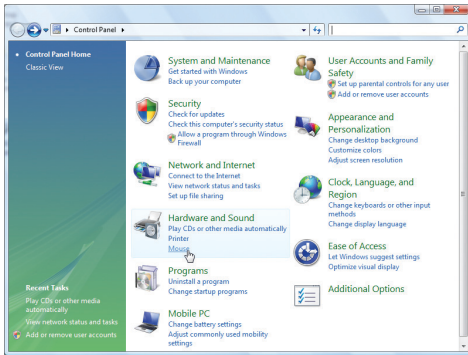 Control Panel
Control Panel Home
Classic View
System and Maintenance
Get started with Windows
Back up your computer
Security
Check for updates
Check this computer's security status
Allow a program through Windows
Firewall
Network and Internet
Connect to the Internet
View network status and tasks
Set up file sharing
Hardware and Sound
Play CDs or other media automatically
Printer
Mouse
Programs
Uninstall a program
Change startup programs
Mobile PC
Change battery settings
Adjust commonly used mobility
settings
User Accounts and Family
Safety
Set up parental controls for any user
Add or remove user accounts
Appearance and
Personalization
Change desktop background
Customize colors
Adjust screen resolution
Clock, Language, and
Region
Change keyboards or other input
methods
Change display language
Ease of Access
Let Windows suggest settings
Optimize visual display
Additional Options
Recent Tasks
Play CDs or other media
automatically
View network status and tasks
Add or remove user accounts